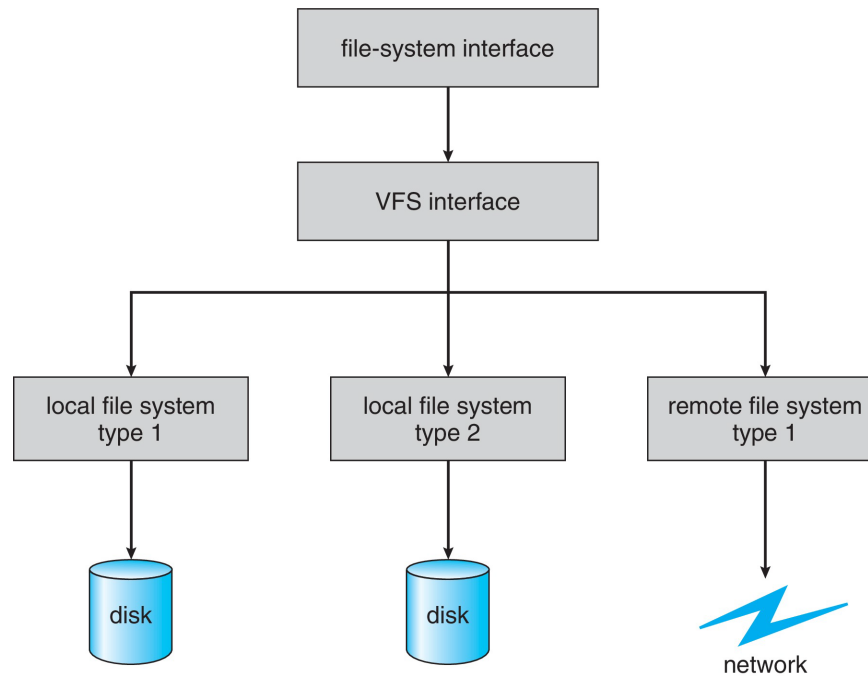 file-system interface
VFS interface
local file system
type 1
local file system
type 2
remote file system
type 1
disk
disk
network